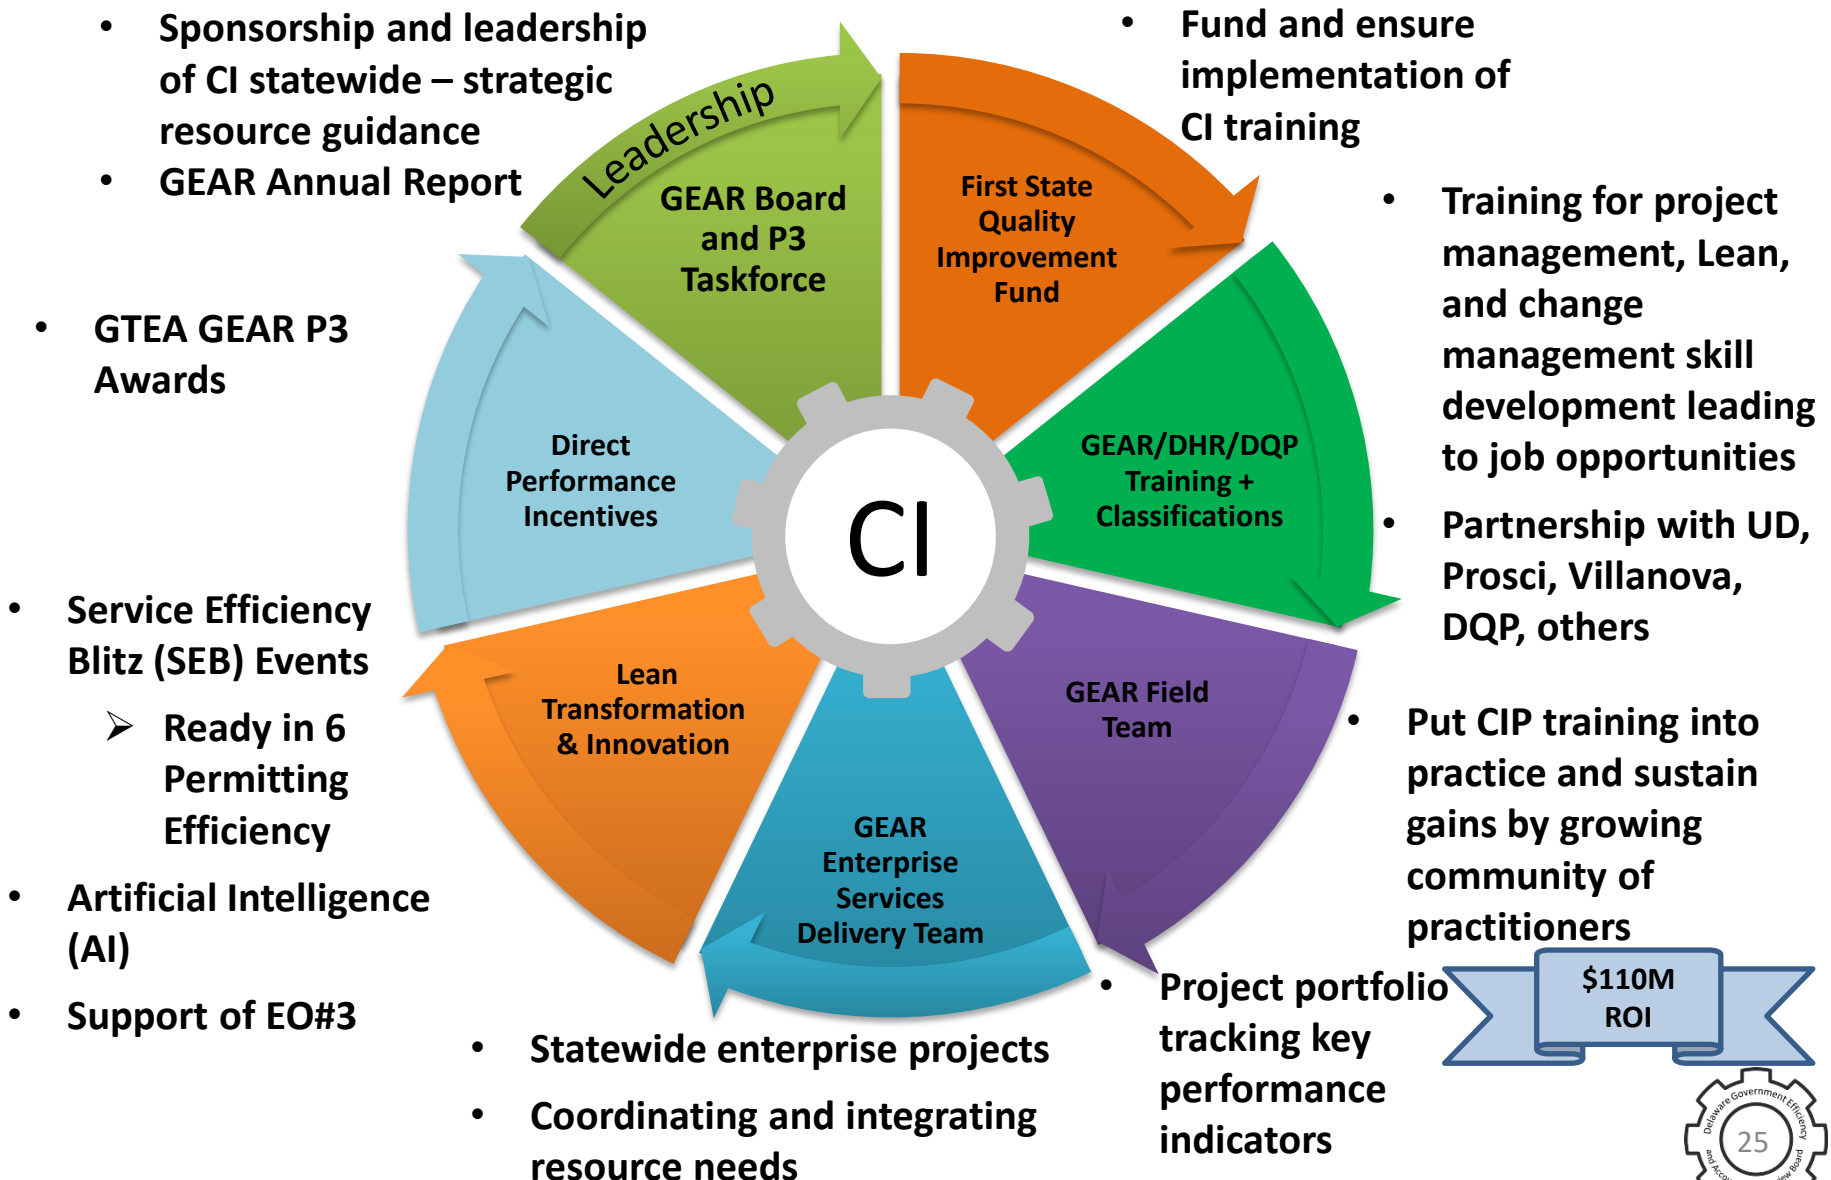 • Sponsorship and leadership
of CI statewide – strategic
resource guidance
• GEAR Annual Report
• Fund and ensure
implementation of
CI training
Leadership
GEAR Board
and P3
Taskforce
First State
Quality
Improvement
Fund
• Training for project
management, Lean,
and change
management skill
development leading
to job opportunities
• Partnership with UD,
Prosci, Villanova,
DQP, others
• GTEA GEAR P3
Awards
Direct
Performance
Incentives
CI
GEAR/DHR/DQP
Training +
Classifications
• Service Efficiency
Blitz (SEB) Events
➢ Ready in 6
Permitting
Efficiency
• Artificial Intelligence
(AI)
• Support of EO#3
Lean
Transformation
& Innovation
GEAR
Enterprise
Services
Delivery Team
GEAR Field
Team
• Put CIP training into
practice and sustain
gains by growing
community of
practitioners
• Project portfolio
tracking key
performance
indicators
$110M
ROI
• Statewide enterprise projects
• Coordinating and integrating
resource needs
Delaware Government Efficiency
25
and
Board